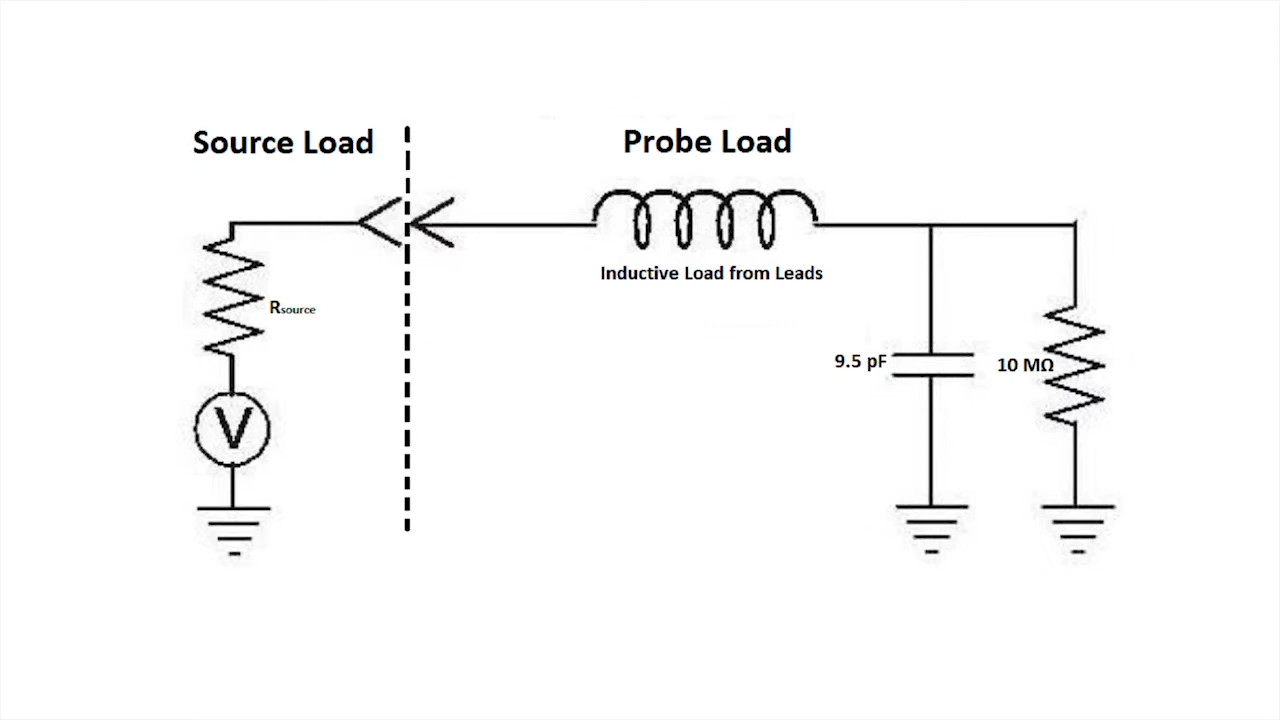 Source Load
Probe Load
Inductive Load from Leads
Rsource
9.5 pF
10 MΩ
V